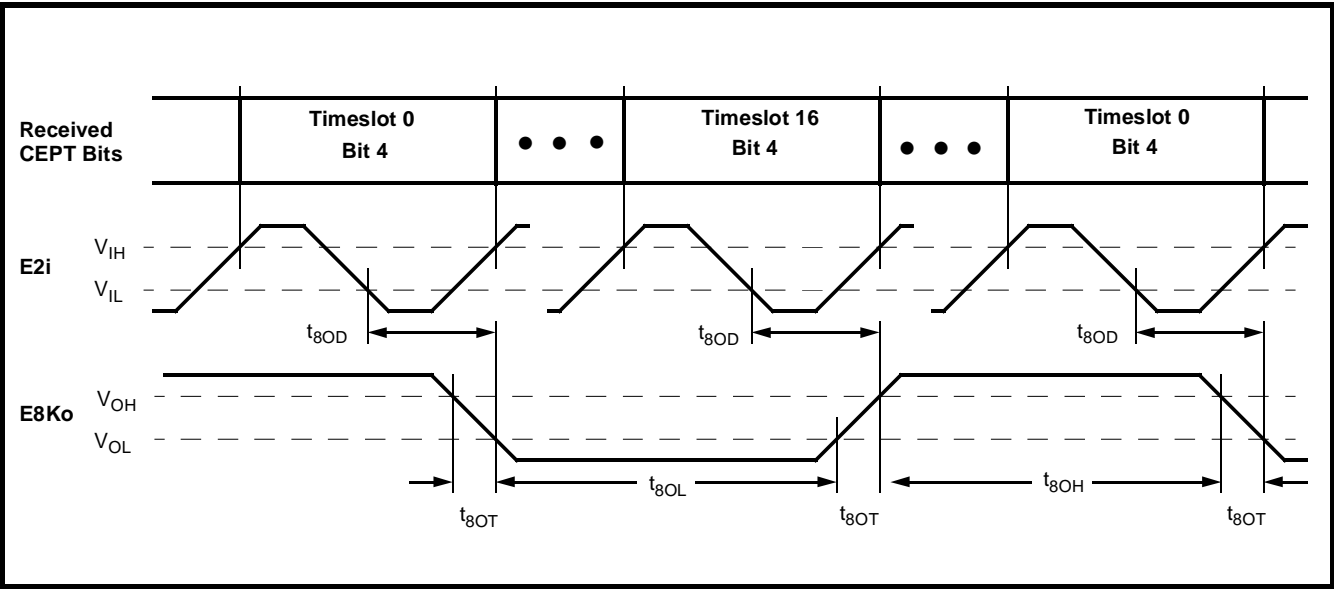 Received
CEPT Bits
Timeslot 0
Bit 4
● ● ●
Timeslot 16
Bit 4
● ● ●
Timeslot 0
Bit 4
E2i
VIH
VIL
t8OD
t8OD
t8OD
E8Ko
VOH
VOL
t8OL
t8OH
t8OT
t8OT
t8OT